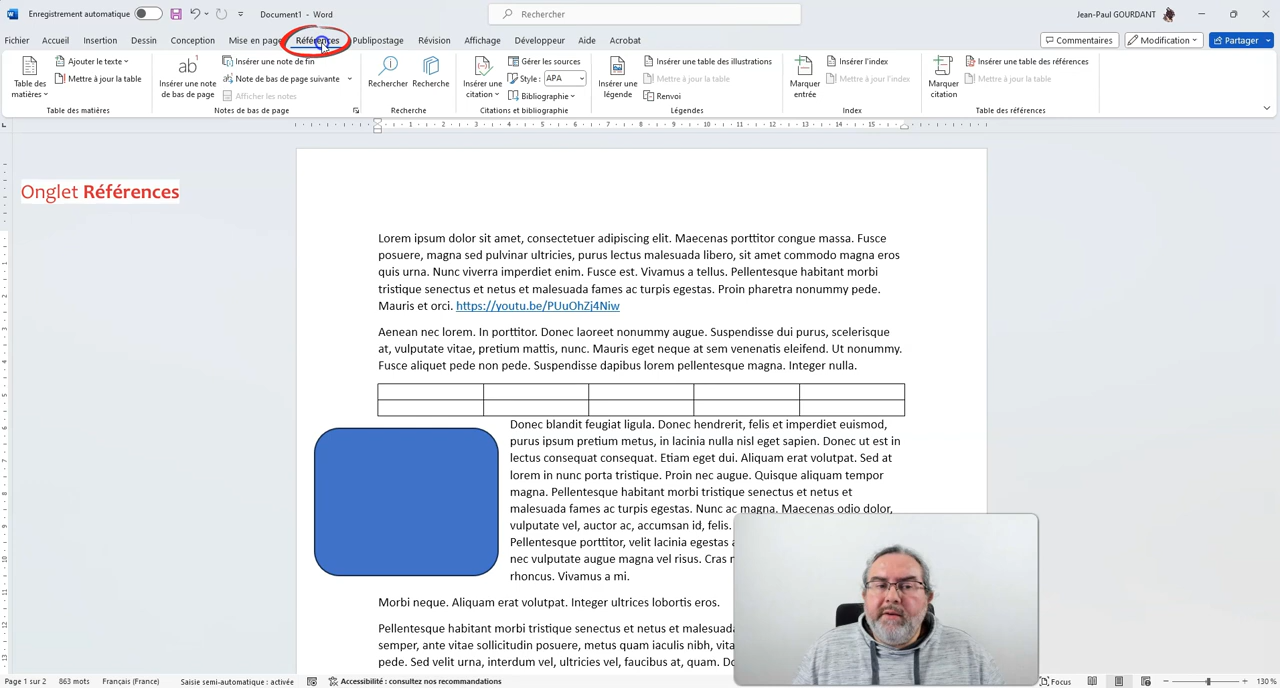 Enregistrement automatique
Document1 - Word
Rechercher
Jean-Paul GOURDANT
Fichier Accueil Insertion Dessin Conception Mise en page Références Publipostage Révision Affichage Développeur Aide Acrobat
Commentaires Modification Partager
Table des matières
Ajouter le texte
Mettre à jour la table
Table des matières
Insérer une note de bas de page
Insérer une note de fin
Note de bas de page suivante
Afficher les notes
Notes de bas de page
Rechercher
Recherche
Recherche
Insérer une citation
Gérer les sources
Style : APA
Bibliographie
Citations et bibliographie
Insérer une légende
Insérer une table des illustrations
Mettre à jour la table
Renvoi
Légendes
Marquer entrée
Insérer l'index
Mettre à jour l'index
Index
Marquer citation
Insérer une table des références
Mettre à jour la table
Table des références
1 2 3 4 5 6 7 8 9 10 11 12 13 14 15
Onglet Références
Lorem ipsum dolor sit amet, consectetuer adipiscing elit. Maecenas porttitor congue massa. Fusce
posuere, magna sed pulvinar ultricies, purus lectus malesuada libero, sit amet commodo magna eros
quis urna. Nunc viverra imperdiet enim. Fusce est. Vivamus a tellus. Pellentesque habitant morbi
tristique senectus et netus et malesuada fames ac turpis egestas. Proin pharetra nonummy pede.
Mauris et orci. https://youtu.be/PUuOhZj4Niw
Aenean nec lorem. In porttitor. Donec laoreet nonummy augue. Suspendisse dui purus, scelerisque
at, vulputate vitae, pretium mattis, nunc. Mauris eget neque at sem venenatis eleifend. Ut nonummy.
Fusce aliquet pede non pede. Suspendisse dapibus lorem pellentesque magna. Integer nulla.
Donec blandit feugiat ligula. Donec hendrerit, felis et imperdiet euismod,
purus ipsum pretium metus, in lacinia nulla nisl eget sapien. Donec ut est in
lectus consequat consequat. Etiam eget dui. Aliquam erat volutpat. Sed at
lorem in nunc porta tristique. Proin nec augue. Quisque aliquam tempor
magna. Pellentesque habitant morbi tristique senectus et netus et
malesuada fames ac turpis egestas. Nunc ac magna. Maecenas odio dolor,
vulputate vel, auctor ac, accumsan id, felis.
Pellentesque porttitor, velit lacinia egestas a
nec vulputate augue magna vel risus. Cras n
rhoncus. Vivamus a mi.
Morbi neque. Aliquam erat volutpat. Integer ultrices lobortis eros.
Pellentesque habitant morbi tristique senectus et netus et malesuada
semper, ante vitae sollicitudin posuere, metus quam iaculis nibh, vita
pede. Sed velit urna, interdum vel, ultricies vel, faucibus at, quam. Do
Page 1 sur 2 863 mots Français (France) Saisie semi-automatique : activée Accessibilité : consultez nos recommandations Focus 130 %